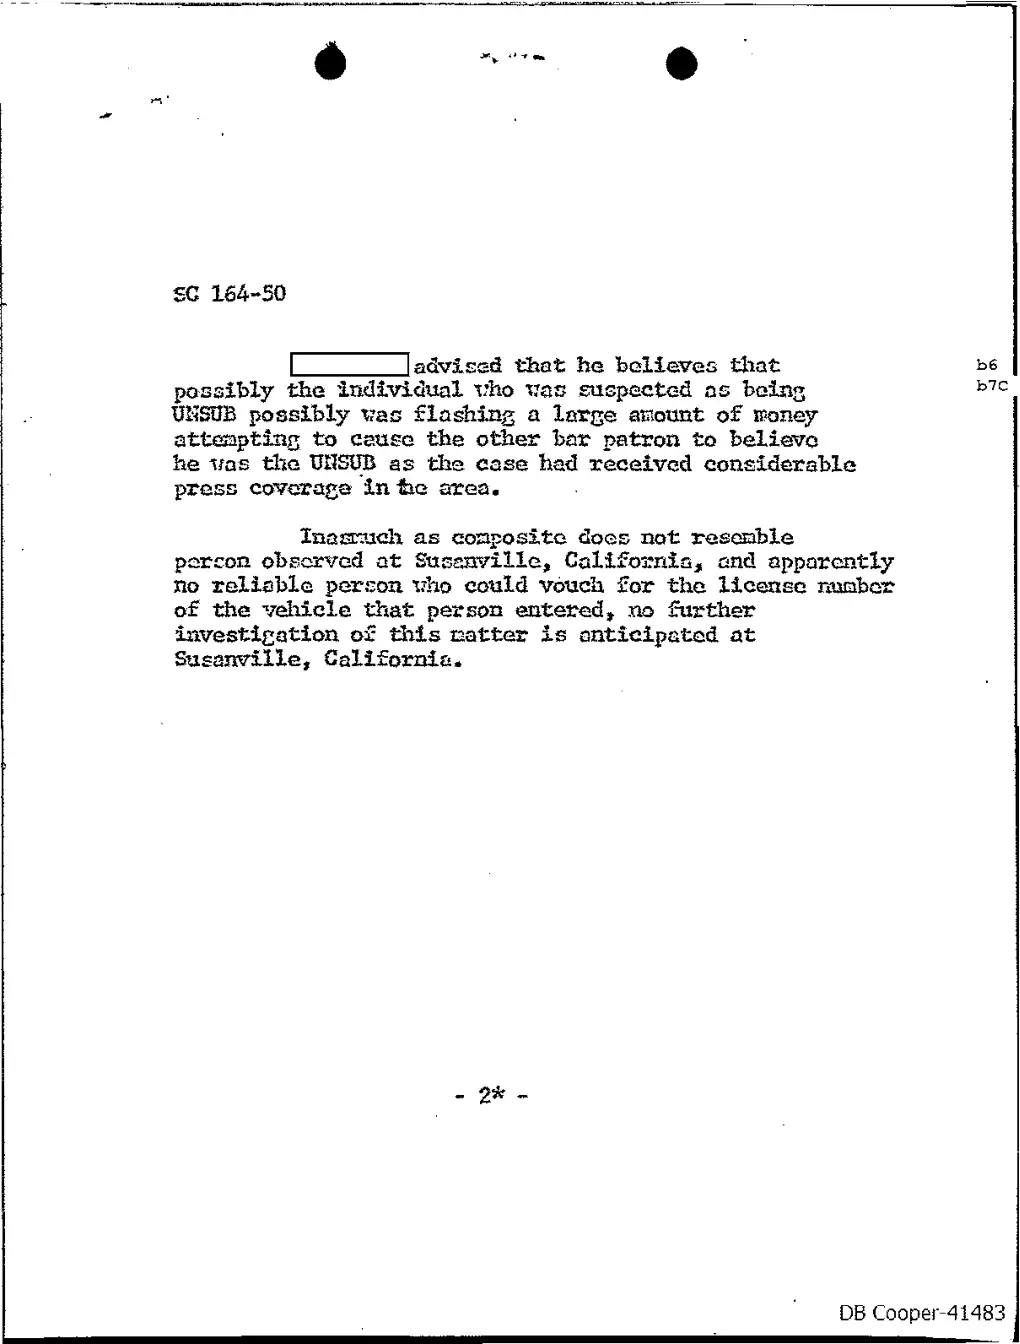 SC 164-50
advised that he believes that
b6
possibly the individual who was suspected as being
b7C
UNSUB possibly was flashing a large amount of money
attempting to cause the other bar patron to believe
he was the UNSUB as the case had received considerable
press coverage in the area.
Inasmuch as composite does not resemble
person observed at Susanville, California, and apparently
no reliable person who could vouch for the license number
of the vehicle that person entered, no further
investigation of this matter is anticipated at
Susanville, California.
- 2* -
DB Cooper-41483